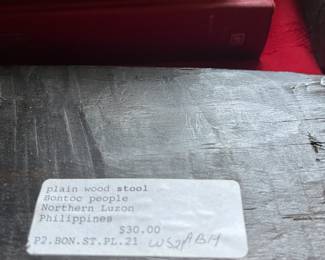 plain wood stool
Bontoc people
Northern Luzon
Philippines
$30.00
P2.BON.ST.PL.21